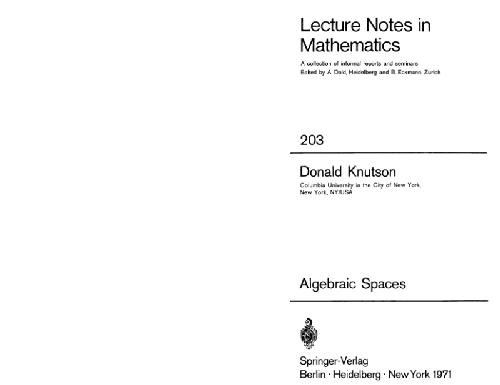 Lecture Notes in
Mathematics
A collection of informal reports and seminars
Edited by A. Dold, Heidelberg and B. Eckmann, Zürich
203
Donald Knutson
Columbia University in the City of New York,
New York, NY/USA
Algebraic Spaces
Springer-Verlag
Berlin · Heidelberg · New York 1971